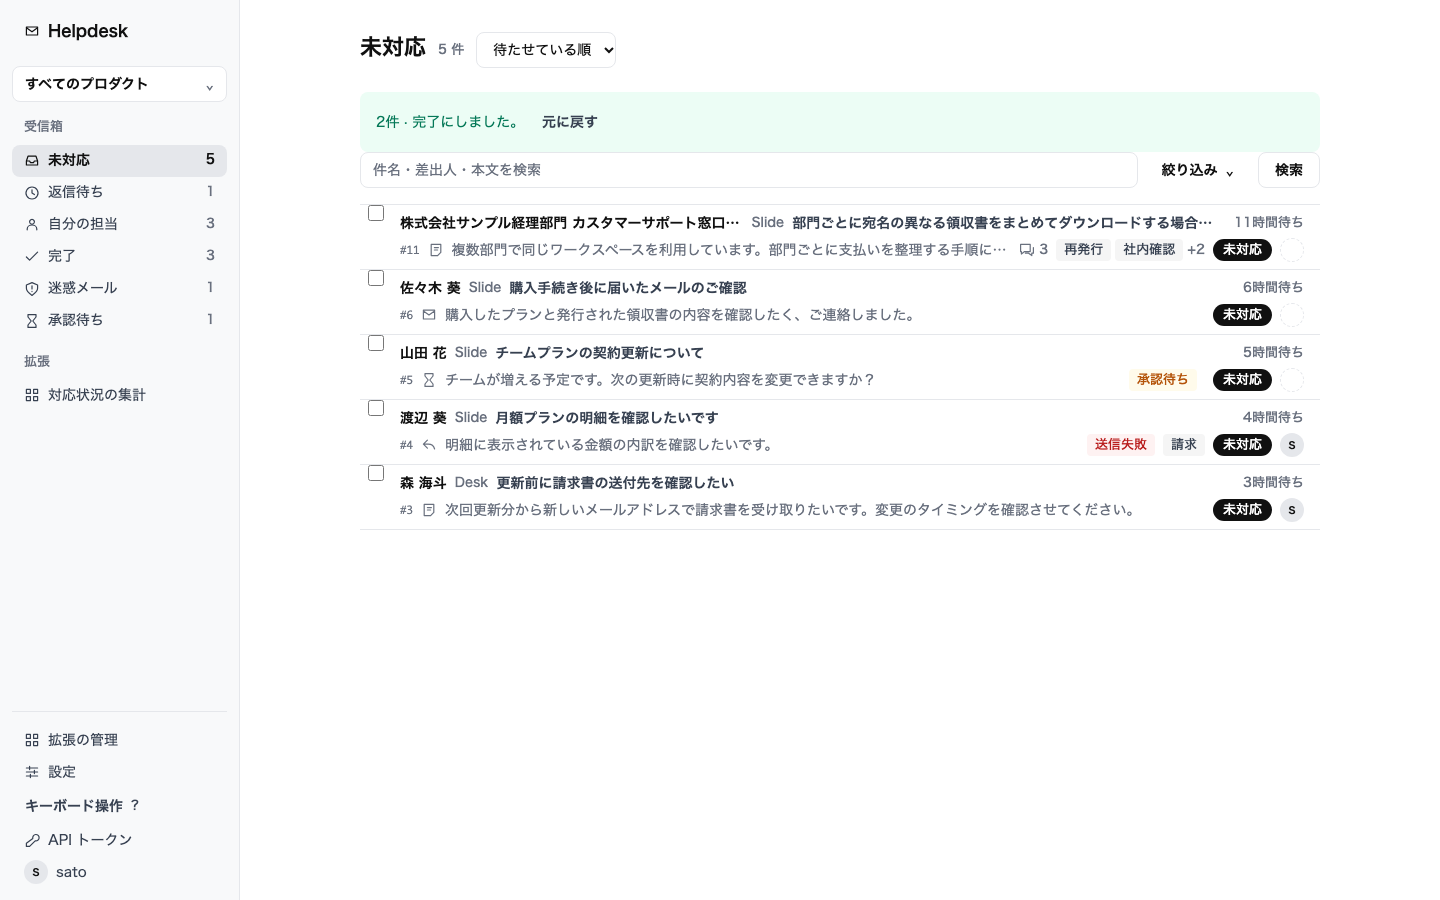 Helpdesk
すべてのプロダクト
受信箱
未対応 5
返信待ち 1
自分の担当 3
完了 3
迷惑メール 1
承認待ち 1
拡張
対応状況の集計
拡張の管理
設定
キーボード操作 ?
API トークン
S sato
未対応 5 件 待たせている順
2件 · 完了にしました。 元に戻す
件名・差出人・本文を検索 絞り込み 検索
株式会社サンプル経理部門 カスタマーサポート窓口… Slide 部門ごとに宛名の異なる領収書をまとめてダウンロードする場合… 11時間待ち
#11 複数部門で同じワークスペースを利用しています。部門ごとに支払いを整理する手順に… 3 再発行 社内確認 +2 未対応
佐々木 葵 Slide 購入手続き後に届いたメールのご確認 6時間待ち
#6 購入したプランと発行された領収書の内容を確認したく、ご連絡しました。 未対応
山田 花 Slide チームプランの契約更新について 5時間待ち
#5 チームが増える予定です。次の更新時に契約内容を変更できますか？ 承認待ち 未対応
渡辺 葵 Slide 月額プランの明細を確認したいです 4時間待ち
#4 明細に表示されている金額の内訳を確認したいです。 送信失敗 請求 未対応 S
森 海斗 Desk 更新前に請求書の送付先を確認したい 3時間待ち
#3 次回更新分から新しいメールアドレスで請求書を受け取りたいです。変更のタイミングを確認させてください。 未対応 S